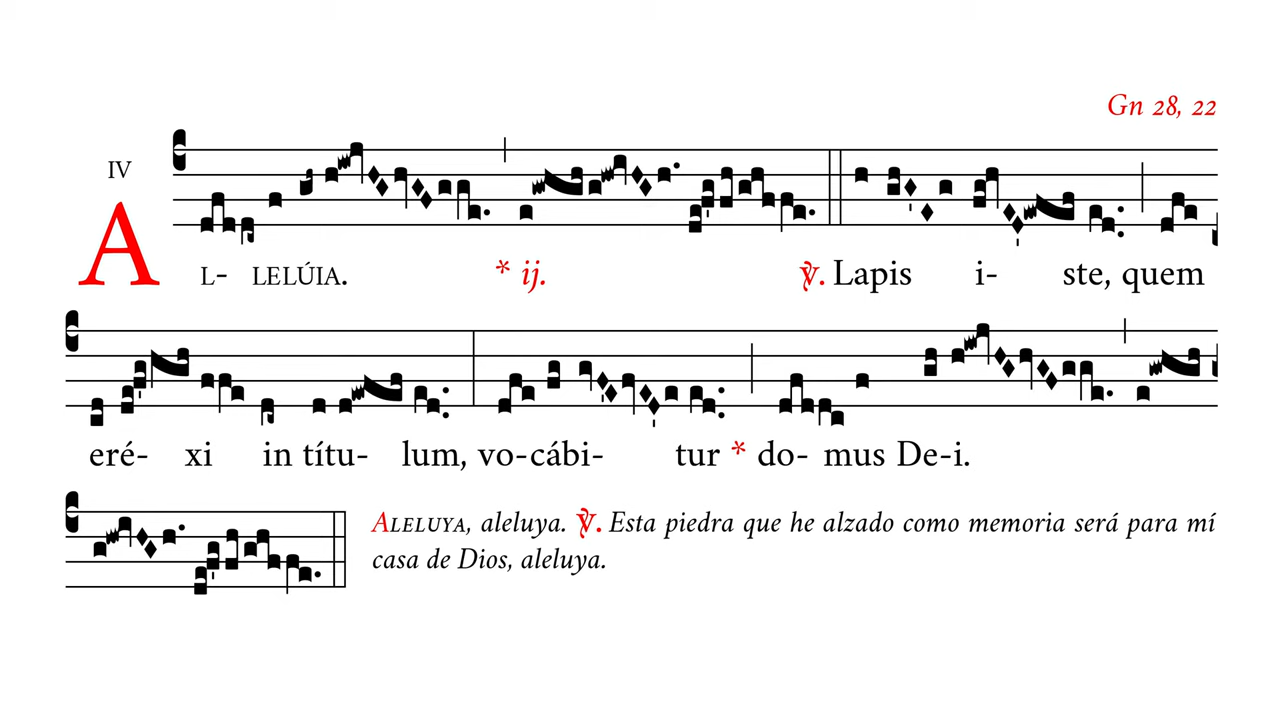 Gn 28, 22
IV
AL- LELÚIA. * ij. ℣. Lapis i- ste, quem
eré- xi in títu- lum, vo-cábi- tur * do- mus De-i.
ALELUYA, aleluya. ℣. Esta piedra que he alzado como memoria será para mí
casa de Dios, aleluya.